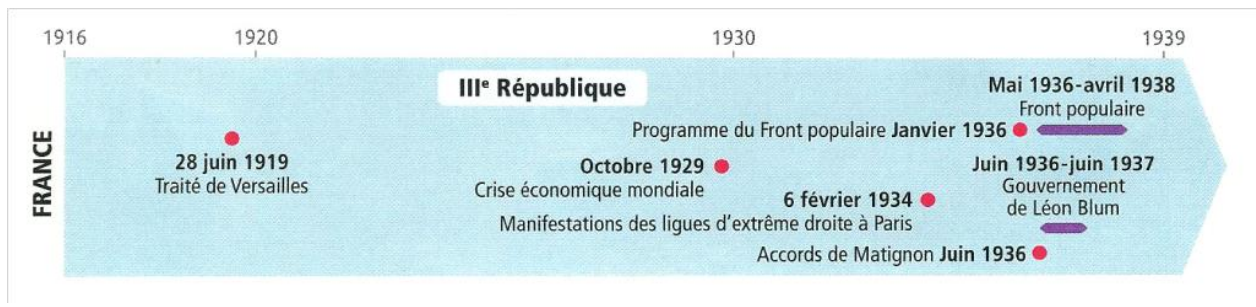 1916 1920 1930 1939
FRANCE
IIIᵉ République
28 juin 1919
Traité de Versailles
Octobre 1929
Crise économique mondiale
6 février 1934
Manifestations des ligues d'extrême droite à Paris
Programme du Front populaire Janvier 1936
Accords de Matignon Juin 1936
Mai 1936-avril 1938
Front populaire
Juin 1936-juin 1937
Gouvernement
de Léon Blum